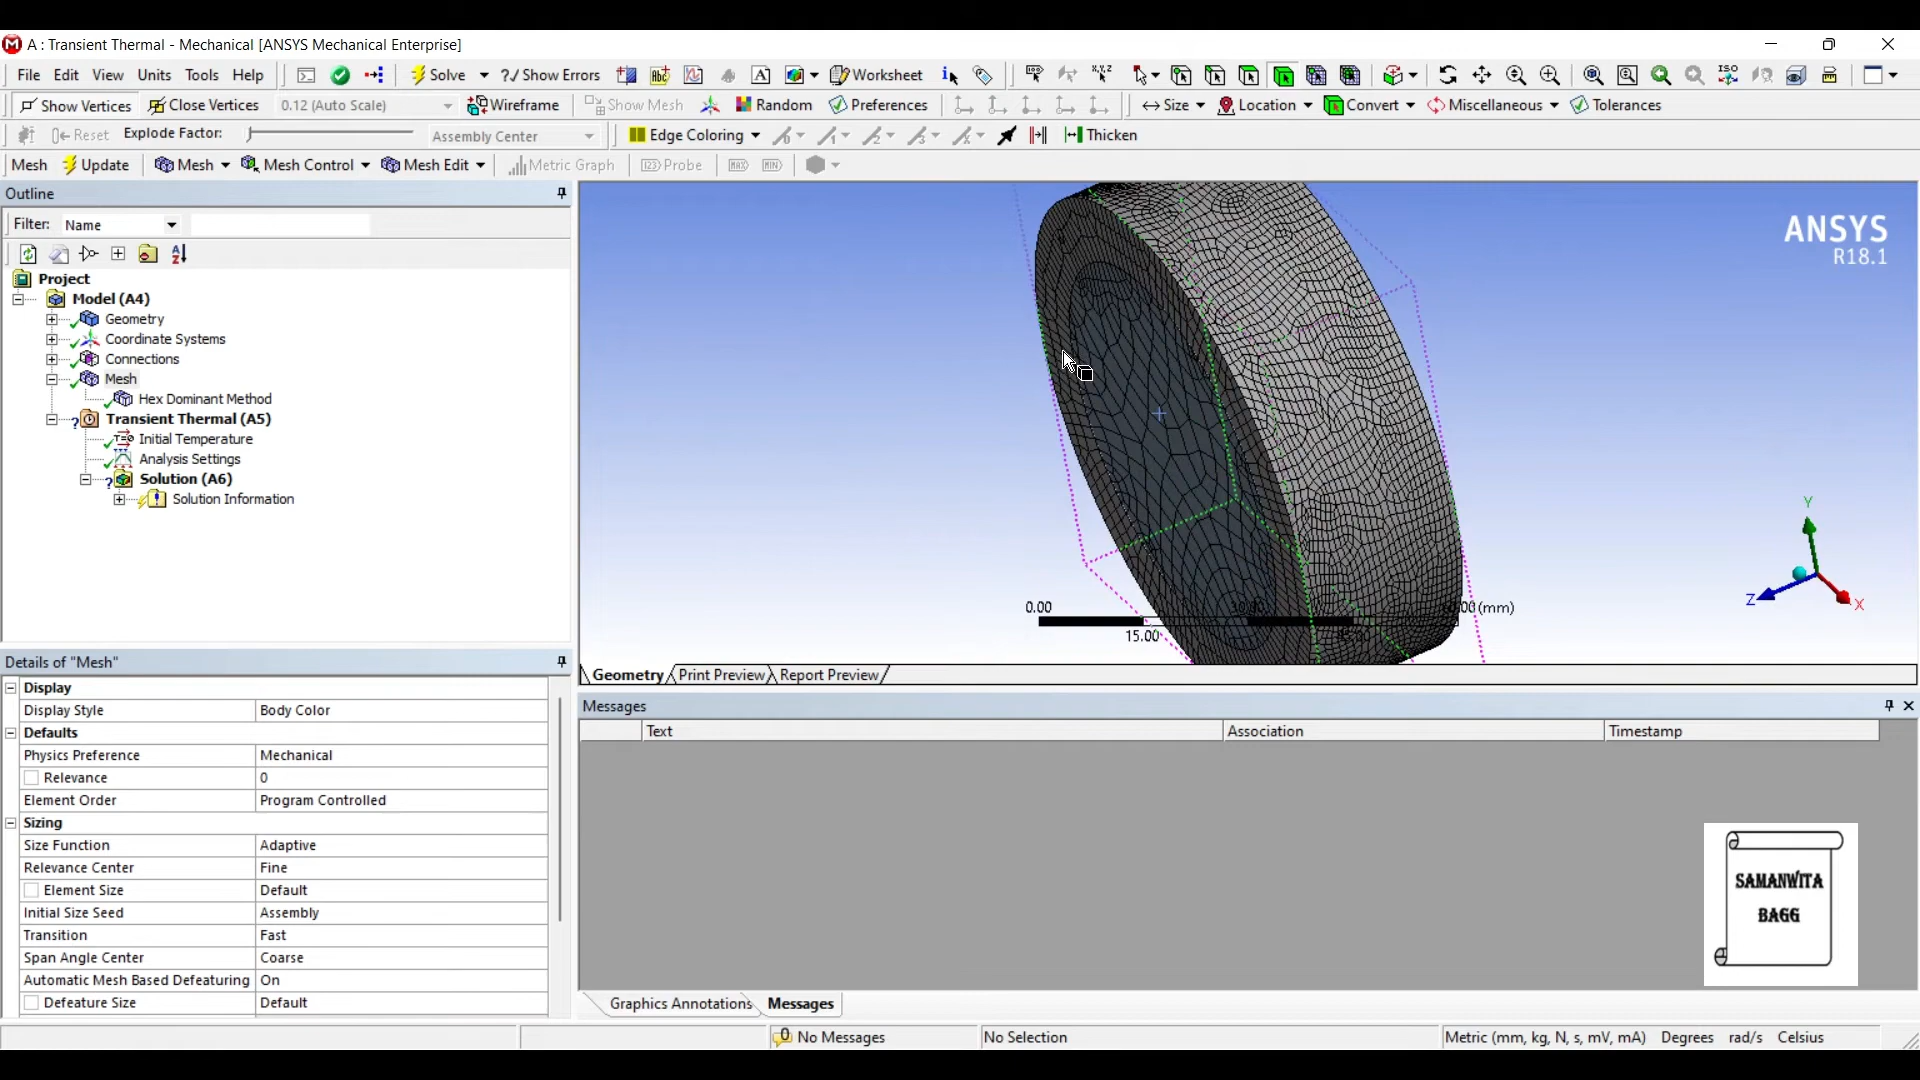 A : Transient Thermal - Mechanical [ANSYS Mechanical Enterprise]
File Edit View Units Tools Help Solve ?/ Show Errors Worksheet
Show Vertices Close Vertices 0.12 (Auto Scale) Wireframe Show Mesh Random Preferences Size Location Convert Miscellaneous Tolerances
Reset Explode Factor: Assembly Center Edge Coloring Thicken
Mesh Update Mesh Mesh Control Mesh Edit Metric Graph Probe MAX MIN
Outline
Filter: Name
Project
Model (A4)
Geometry
Coordinate Systems
Connections
Mesh
Hex Dominant Method
Transient Thermal (A5)
Initial Temperature
Analysis Settings
Solution (A6)
Solution Information
ANSYS
R18.1
Y
Z
X
0.00
(mm)
15.00
Geometry Print Preview Report Preview
Details of "Mesh"
Display
Display Style Body Color
Defaults
Physics Preference Mechanical
Relevance 0
Element Order Program Controlled
Sizing
Size Function Adaptive
Relevance Center Fine
Element Size Default
Initial Size Seed Assembly
Transition Fast
Span Angle Center Coarse
Automatic Mesh Based Defeaturing On
Defeature Size Default
Messages
Text Association Timestamp
SAMANWITA
BAGG
Graphics Annotations Messages
No Messages No Selection Metric (mm, kg, N, s, mV, mA) Degrees rad/s Celsius